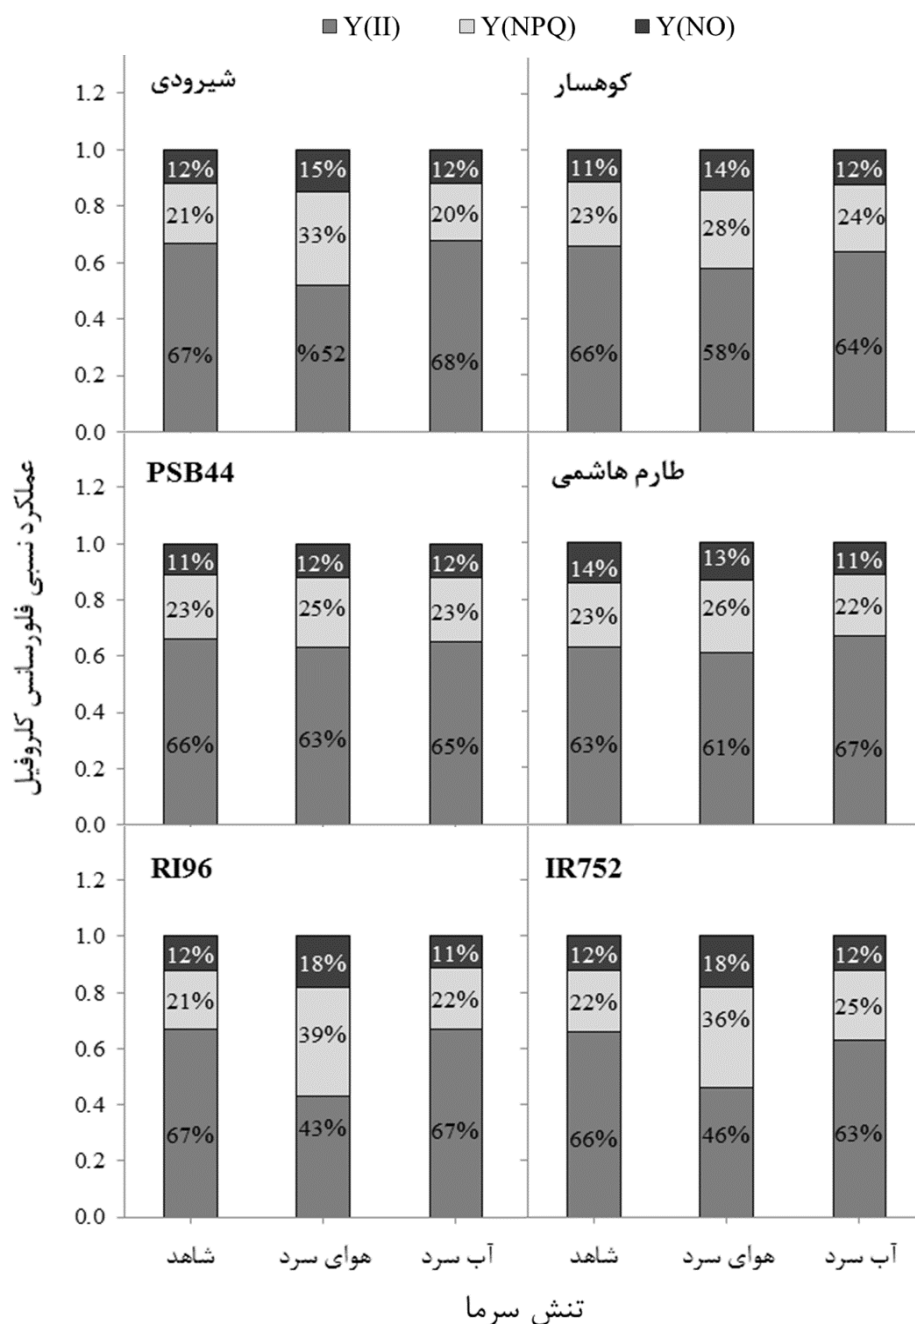 Y(II) Y(NPQ) Y(NO)
عملکرد نسبی فلورسانس کلروفیل
شیرودی
1.2
1.0
0.8
0.6
0.4
0.2
0.0
12% 15% 12%
21% 33% 20%
67% %52 68%
کوهسار
11% 14% 12%
23% 28% 24%
66% 58% 64%
PSB44
1.2
1.0
0.8
0.6
0.4
0.2
0.0
11% 12% 12%
23% 25% 23%
66% 63% 65%
طارم هاشمی
14% 13% 11%
23% 26% 22%
63% 61% 67%
RI96
1.2
1.0
0.8
0.6
0.4
0.2
0.0
12% 18% 11%
21% 39% 22%
67% 43% 67%
IR752
12% 18% 12%
22% 36% 25%
66% 46% 63%
شاهد
هوای سرد
آب سرد
شاهد
هوای سرد
آب سرد
تنش سرما